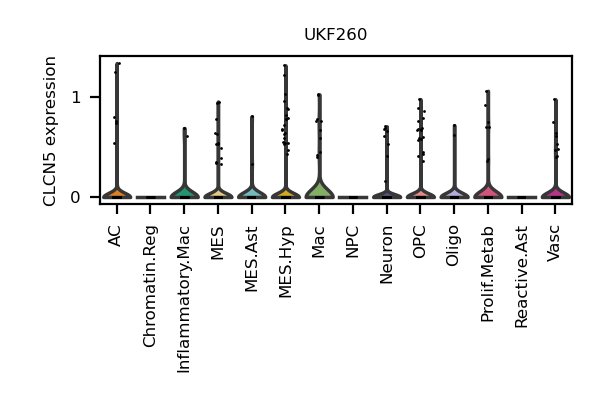 UKF260
CLCN5 expression
1
0
AC
Chromatin.Reg
Inflammatory.Mac
MES
MES.Ast
MES.Hyp
Mac
NPC
Neuron
OPC
Oligo
Prolif.Metab
Reactive.Ast
Vasc